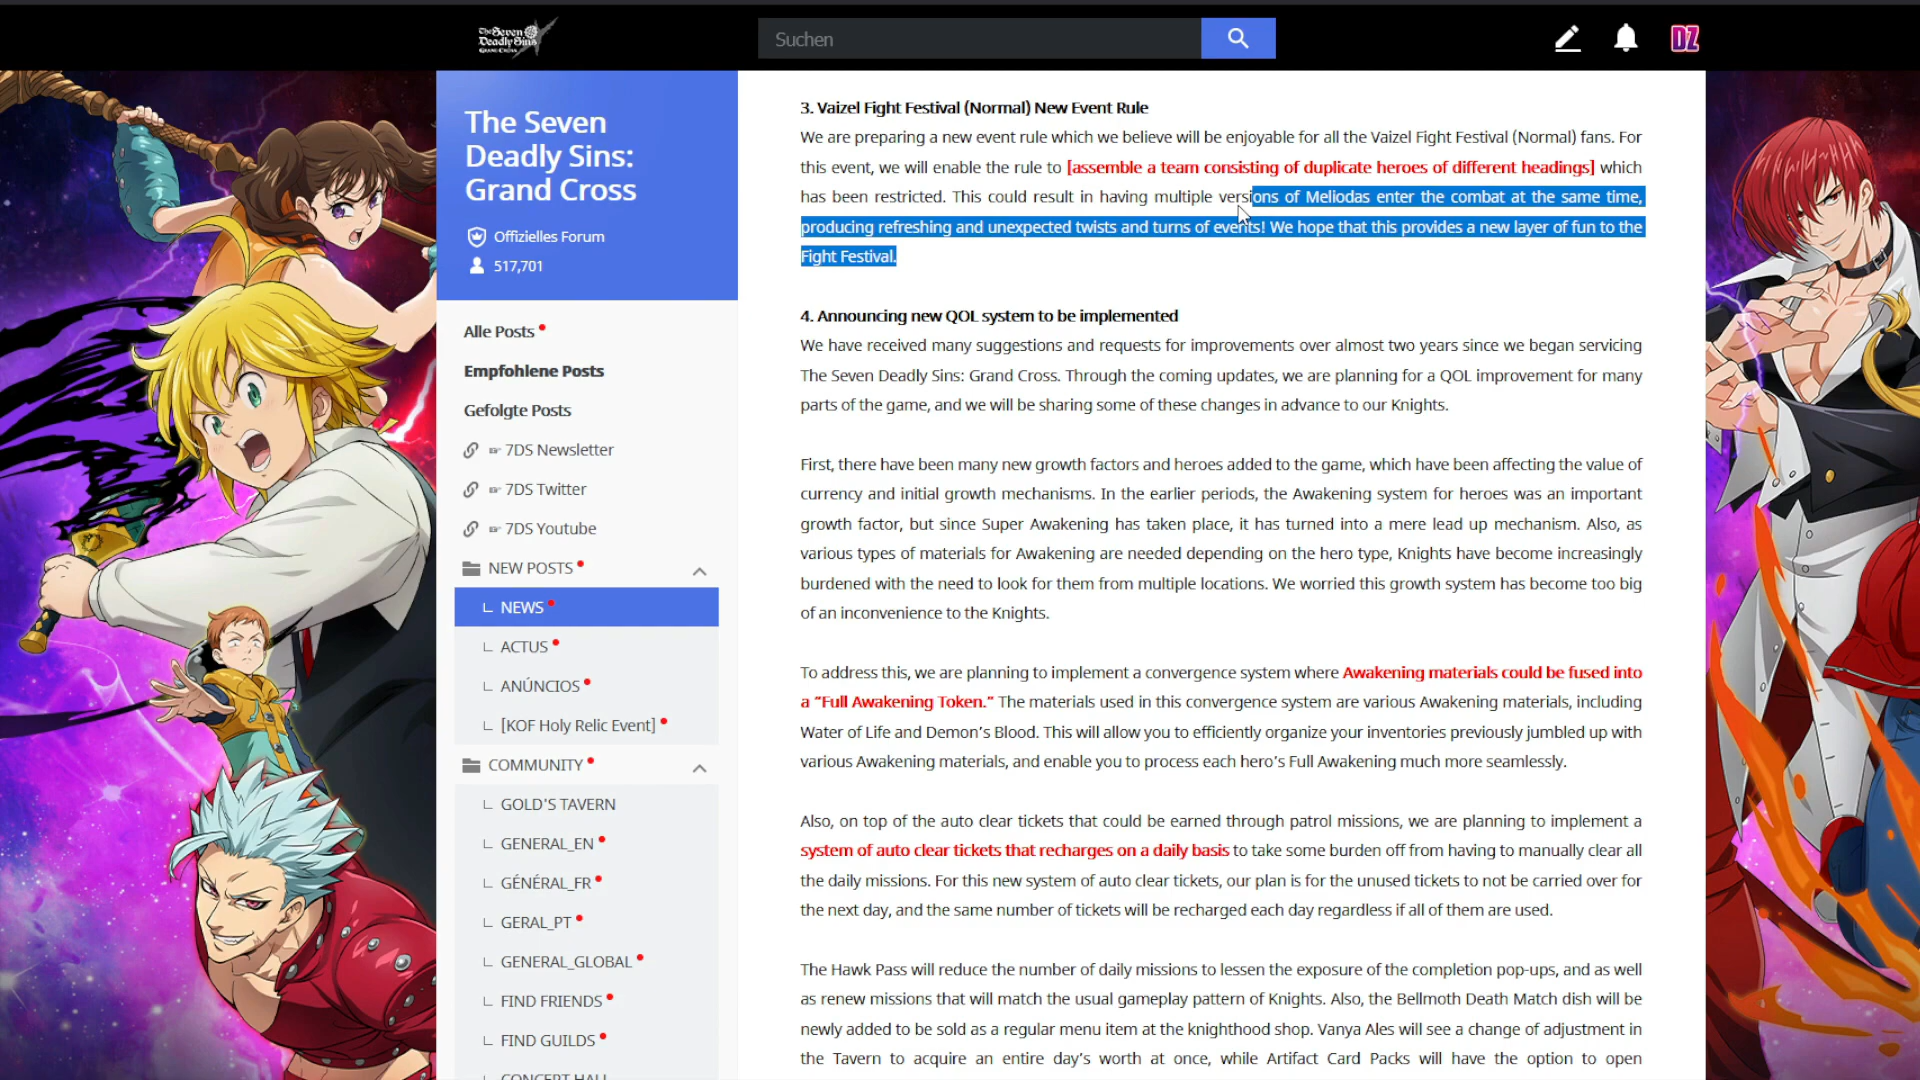 The Seven
Deadly Sins
GRAND CROSS
Suchen
DZ
The Seven
Deadly Sins:
Grand Cross
Offizielles Forum
517,701
Alle Posts
Empfohlene Posts
Gefolgte Posts
7DS Newsletter
7DS Twitter
7DS Youtube
NEW POSTS
NEWS
ACTUS
ANÚNCIOS
[KOF Holy Relic Event]
COMMUNITY
GOLD'S TAVERN
GENERAL_EN
GÉNÉRAL_FR
GERAL_PT
GENERAL_GLOBAL
FIND FRIENDS
FIND GUILDS
CONCERT HALL
3. Vaizel Fight Festival (Normal) New Event Rule
We are preparing a new event rule which we believe will be enjoyable for all the Vaizel Fight Festival (Normal) fans. For
this event, we will enable the rule to [assemble a team consisting of duplicate heroes of different headings] which
has been restricted. This could result in having multiple versions of Meliodas enter the combat at the same time,
producing refreshing and unexpected twists and turns of events! We hope that this provides a new layer of fun to the
Fight Festival.
4. Announcing new QOL system to be implemented
We have received many suggestions and requests for improvements over almost two years since we began servicing
The Seven Deadly Sins: Grand Cross. Through the coming updates, we are planning for a QOL improvement for many
parts of the game, and we will be sharing some of these changes in advance to our Knights.
First, there have been many new growth factors and heroes added to the game, which have been affecting the value of
currency and initial growth mechanisms. In the earlier periods, the Awakening system for heroes was an important
growth factor, but since Super Awakening has taken place, it has turned into a mere lead up mechanism. Also, as
various types of materials for Awakening are needed depending on the hero type, Knights have become increasingly
burdened with the need to look for them from multiple locations. We worried this growth system has become too big
of an inconvenience to the Knights.
To address this, we are planning to implement a convergence system where Awakening materials could be fused into
a “Full Awakening Token.” The materials used in this convergence system are various Awakening materials, including
Water of Life and Demon’s Blood. This will allow you to efficiently organize your inventories previously jumbled up with
various Awakening materials, and enable you to process each hero’s Full Awakening much more seamlessly.
Also, on top of the auto clear tickets that could be earned through patrol missions, we are planning to implement a
system of auto clear tickets that recharges on a daily basis to take some burden off from having to manually clear all
the daily missions. For this new system of auto clear tickets, our plan is for the unused tickets to not be carried over for
the next day, and the same number of tickets will be recharged each day regardless if all of them are used.
The Hawk Pass will reduce the number of daily missions to lessen the exposure of the completion pop-ups, and as well
as renew missions that will match the usual gameplay pattern of Knights. Also, the Bellmoth Death Match dish will be
newly added to be sold as a regular menu item at the knighthood shop. Vanya Ales will see a change of adjustment in
the Tavern to acquire an entire day’s worth at once, while Artifact Card Packs will have the option to open